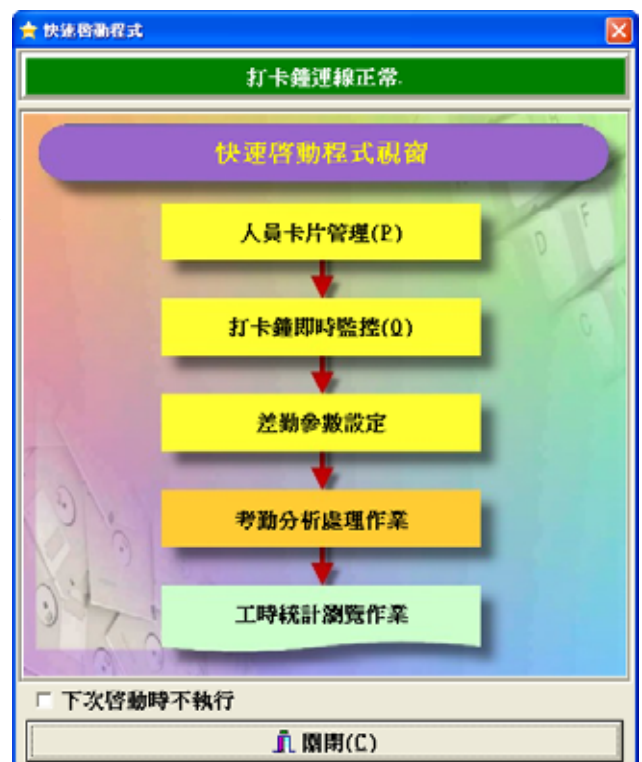 快速啓動程式
打卡鐘連線正常.
快速啓動程式視窗
人員卡片管理(P)
打卡鐘即時監控(Q)
差勤參數設定
考勤分析處理作業
工時統計瀏覽作業
下次啓動時不執行
關閉(C)